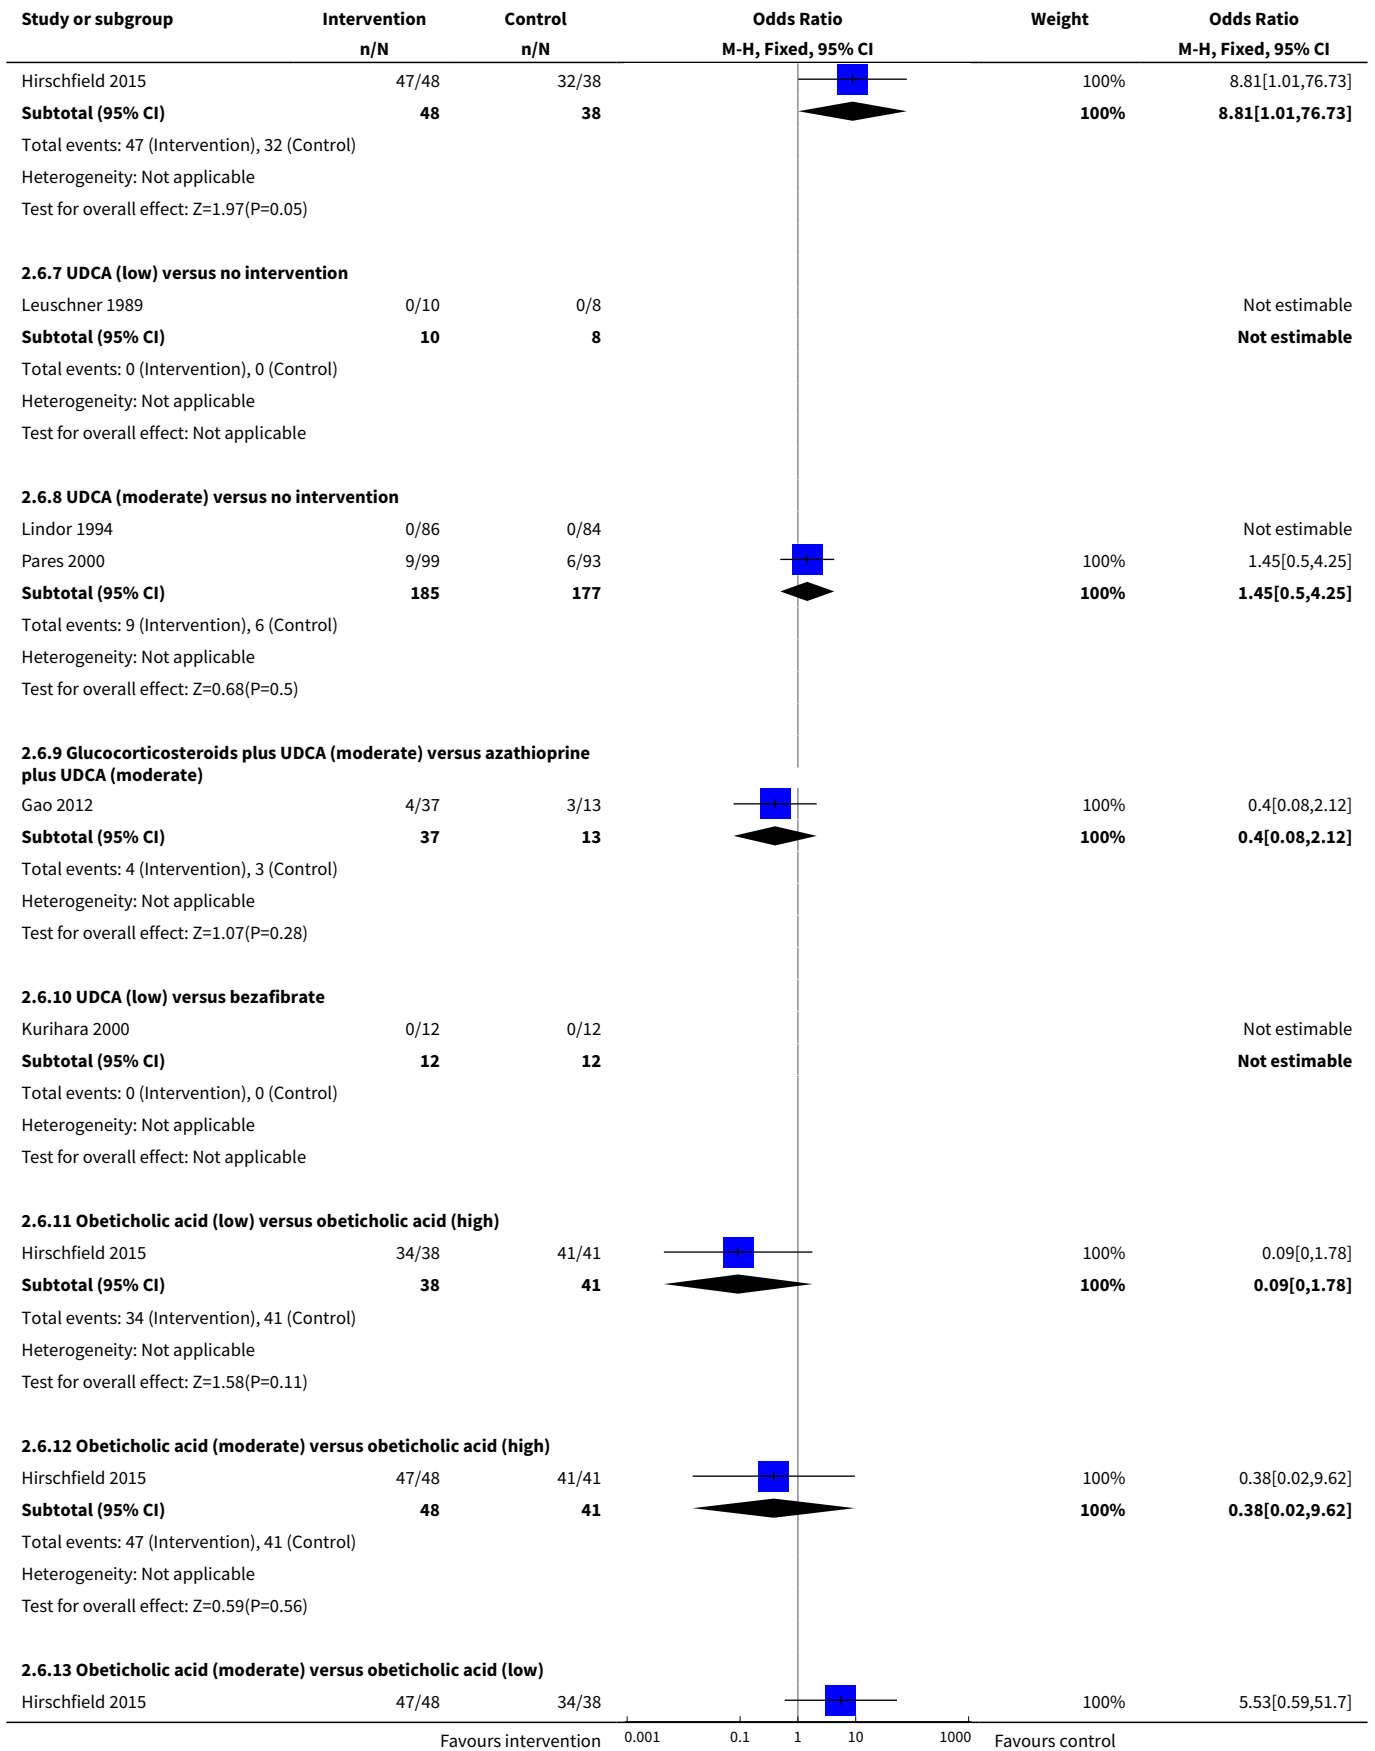 Study or subgroup Intervention Control Odds Ratio Weight Odds Ratio
n/N n/N M-H, Fixed, 95% CI M-H, Fixed, 95% CI
Hirschfield 2015 47/48 32/38 100% 8.81[1.01,76.73]
Subtotal (95% CI) 48 38 100% 8.81[1.01,76.73]
Total events: 47 (Intervention), 32 (Control)
Heterogeneity: Not applicable
Test for overall effect: Z=1.97(P=0.05)
2.6.7 UDCA (low) versus no intervention
Leuschner 1989 0/10 0/8 Not estimable
Subtotal (95% CI) 10 8 Not estimable
Total events: 0 (Intervention), 0 (Control)
Heterogeneity: Not applicable
Test for overall effect: Not applicable
2.6.8 UDCA (moderate) versus no intervention
Lindor 1994 0/86 0/84 Not estimable
Pares 2000 9/99 6/93 100% 1.45[0.5,4.25]
Subtotal (95% CI) 185 177 100% 1.45[0.5,4.25]
Total events: 9 (Intervention), 6 (Control)
Heterogeneity: Not applicable
Test for overall effect: Z=0.68(P=0.5)
2.6.9 Glucocorticosteroids plus UDCA (moderate) versus azathioprine
plus UDCA (moderate)
Gao 2012 4/37 3/13 100% 0.4[0.08,2.12]
Subtotal (95% CI) 37 13 100% 0.4[0.08,2.12]
Total events: 4 (Intervention), 3 (Control)
Heterogeneity: Not applicable
Test for overall effect: Z=1.07(P=0.28)
2.6.10 UDCA (low) versus bezafibrate
Kurihara 2000 0/12 0/12 Not estimable
Subtotal (95% CI) 12 12 Not estimable
Total events: 0 (Intervention), 0 (Control)
Heterogeneity: Not applicable
Test for overall effect: Not applicable
2.6.11 Obeticholic acid (low) versus obeticholic acid (high)
Hirschfield 2015 34/38 41/41 100% 0.09[0,1.78]
Subtotal (95% CI) 38 41 100% 0.09[0,1.78]
Total events: 34 (Intervention), 41 (Control)
Heterogeneity: Not applicable
Test for overall effect: Z=1.58(P=0.11)
2.6.12 Obeticholic acid (moderate) versus obeticholic acid (high)
Hirschfield 2015 47/48 41/41 100% 0.38[0.02,9.62]
Subtotal (95% CI) 48 41 100% 0.38[0.02,9.62]
Total events: 47 (Intervention), 41 (Control)
Heterogeneity: Not applicable
Test for overall effect: Z=0.59(P=0.56)
2.6.13 Obeticholic acid (moderate) versus obeticholic acid (low)
Hirschfield 2015 47/48 34/38 100% 5.53[0.59,51.7]
Favours intervention 0.001 0.1 1 10 1000 Favours control